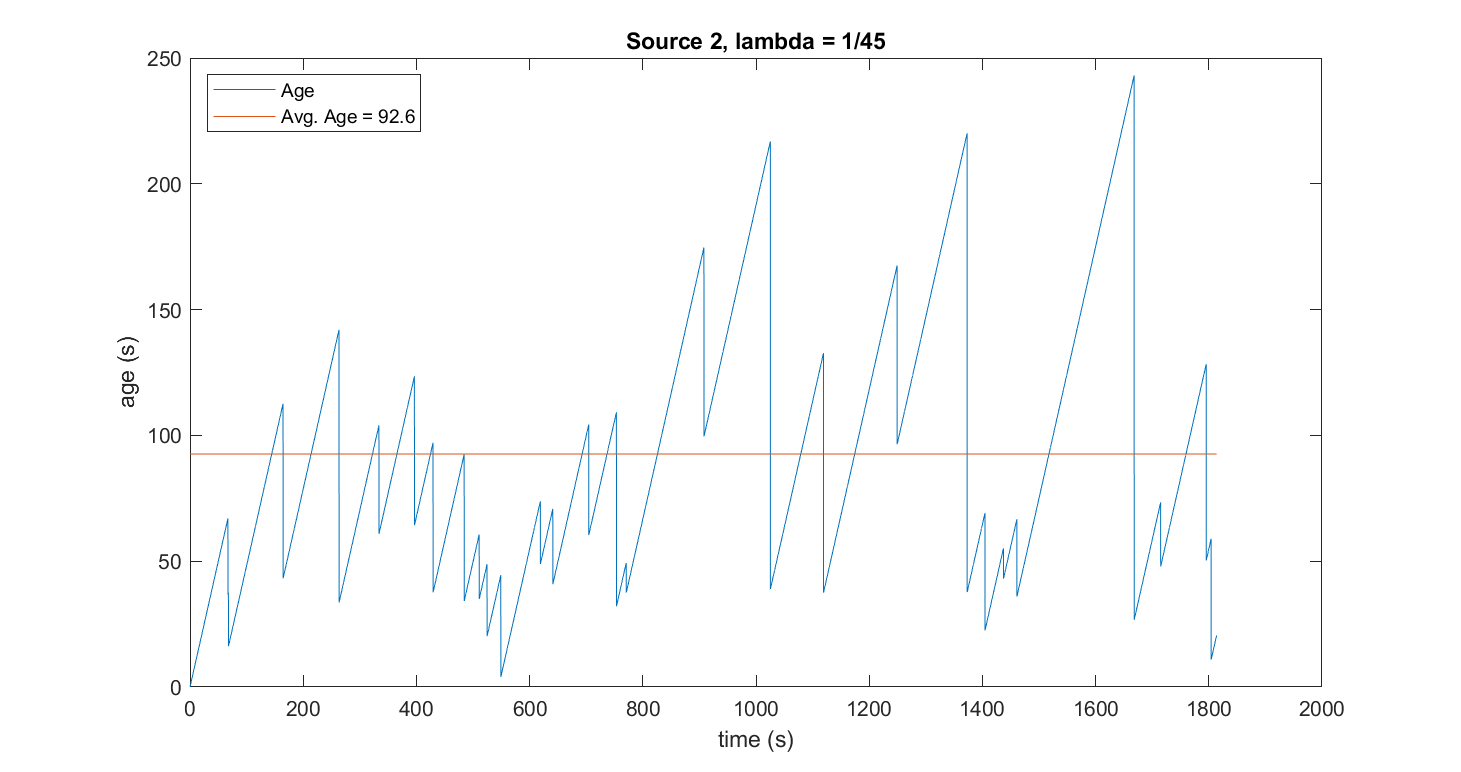 Source 2, lambda = 1/45
250
200
150
100
50
0
age (s)
Age
Avg. Age = 92.6
0 200 400 600 800 1000 1200 1400 1600 1800 2000
time (s)